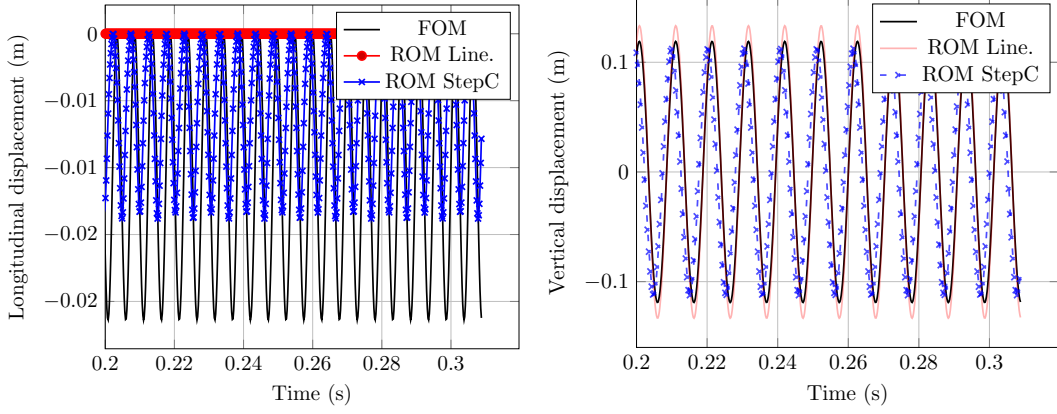 FOM
ROM Line.
ROM StepC
0
−0.01
−0.01
−0.02
−0.02
0.2
0.22
0.24
0.26
0.28
0.3
Time (s)
Longitudinal displacement (m)
FOM
ROM Line.
ROM StepC
0.1
0
−0.1
0.2
0.22
0.24
0.26
0.28
0.3
Time (s)
Vertical displacement (m)